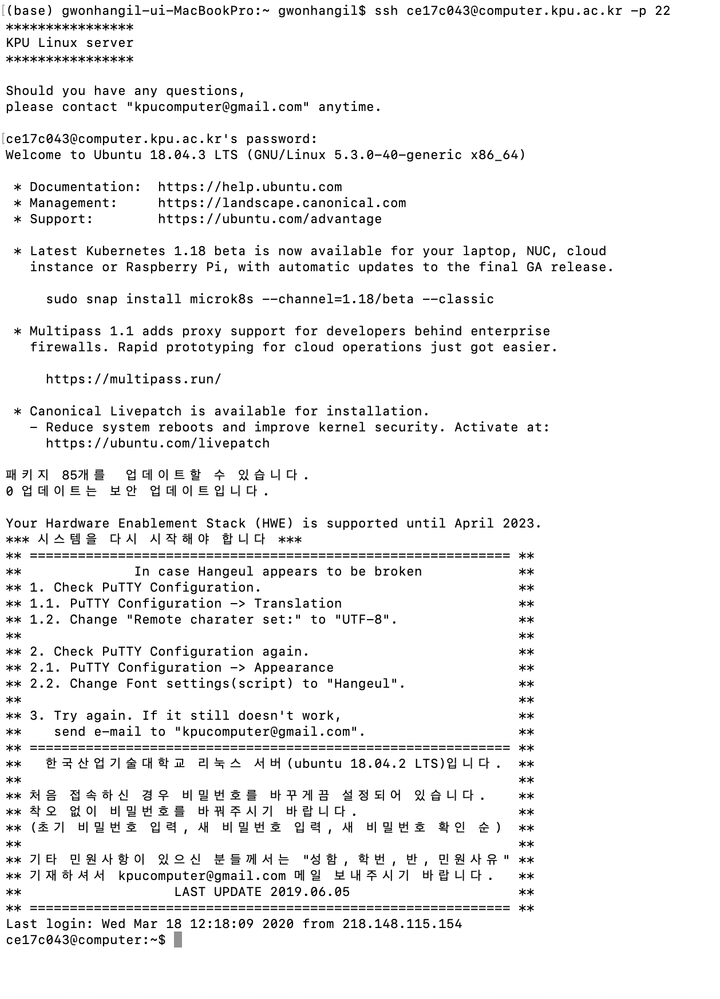 (base) gwonhangil-ui-MacBookPro:~ gwonhangil$ ssh ce17c043@computer.kpu.ac.kr -p 22
****************
KPU Linux server
****************
Should you have any questions,
please contact "kpucomputer@gmail.com" anytime.
ce17c043@computer.kpu.ac.kr's password:
Welcome to Ubuntu 18.04.3 LTS (GNU/Linux 5.3.0-40-generic x86_64)
 * Documentation:  https://help.ubuntu.com
 * Management:     https://landscape.canonical.com
 * Support:        https://ubuntu.com/advantage
 * Latest Kubernetes 1.18 beta is now available for your laptop, NUC, cloud
   instance or Raspberry Pi, with automatic updates to the final GA release.
     sudo snap install microk8s --channel=1.18/beta --classic
 * Multipass 1.1 adds proxy support for developers behind enterprise
   firewalls. Rapid prototyping for cloud operations just got easier.
     https://multipass.run/
 * Canonical Livepatch is available for installation.
   - Reduce system reboots and improve kernel security. Activate at:
     https://ubuntu.com/livepatch
패키지 85개를  업데이트할 수 있습니다.
0 업데이트는 보안 업데이트입니다.
Your Hardware Enablement Stack (HWE) is supported until April 2023.
*** 시스템을 다시 시작해야 합니다 ***
** ============================================================ **
**              In case Hangeul appears to be broken            **
** 1. Check PuTTY Configuration.                                **
** 1.1. PuTTY Configuration -> Translation                      **
** 1.2. Change "Remote charater set:" to "UTF-8".               **
**                                                              **
** 2. Check PuTTY Configuration again.                          **
** 2.1. PuTTY Configuration -> Appearance                       **
** 2.2. Change Font settings(script) to "Hangeul".              **
**                                                              **
** 3. Try again. If it still doesn't work,                      **
**    send e-mail to "kpucomputer@gmail.com".                   **
** ============================================================ **
**   한국산업기술대학교 리눅스 서버(ubuntu 18.04.2 LTS)입니다.  **
**                                                              **
** 처음 접속하신 경우 비밀번호를 바꾸게끔 설정되어 있습니다.    **
** 착오 없이 비밀번호를 바꿔주시기 바랍니다.                    **
** (초기 비밀번호 입력, 새 비밀번호 입력, 새 비밀번호 확인 순)  **
**                                                              **
** 기타 민원사항이 있으신 분들께서는 "성함, 학번, 반, 민원사유" **
** 기재하셔서 kpucomputer@gmail.com 메일 보내주시기 바랍니다.   **
**                   LAST UPDATE 2019.06.05                     **
** ============================================================ **
Last login: Wed Mar 18 12:18:09 2020 from 218.148.115.154
ce17c043@computer:~$